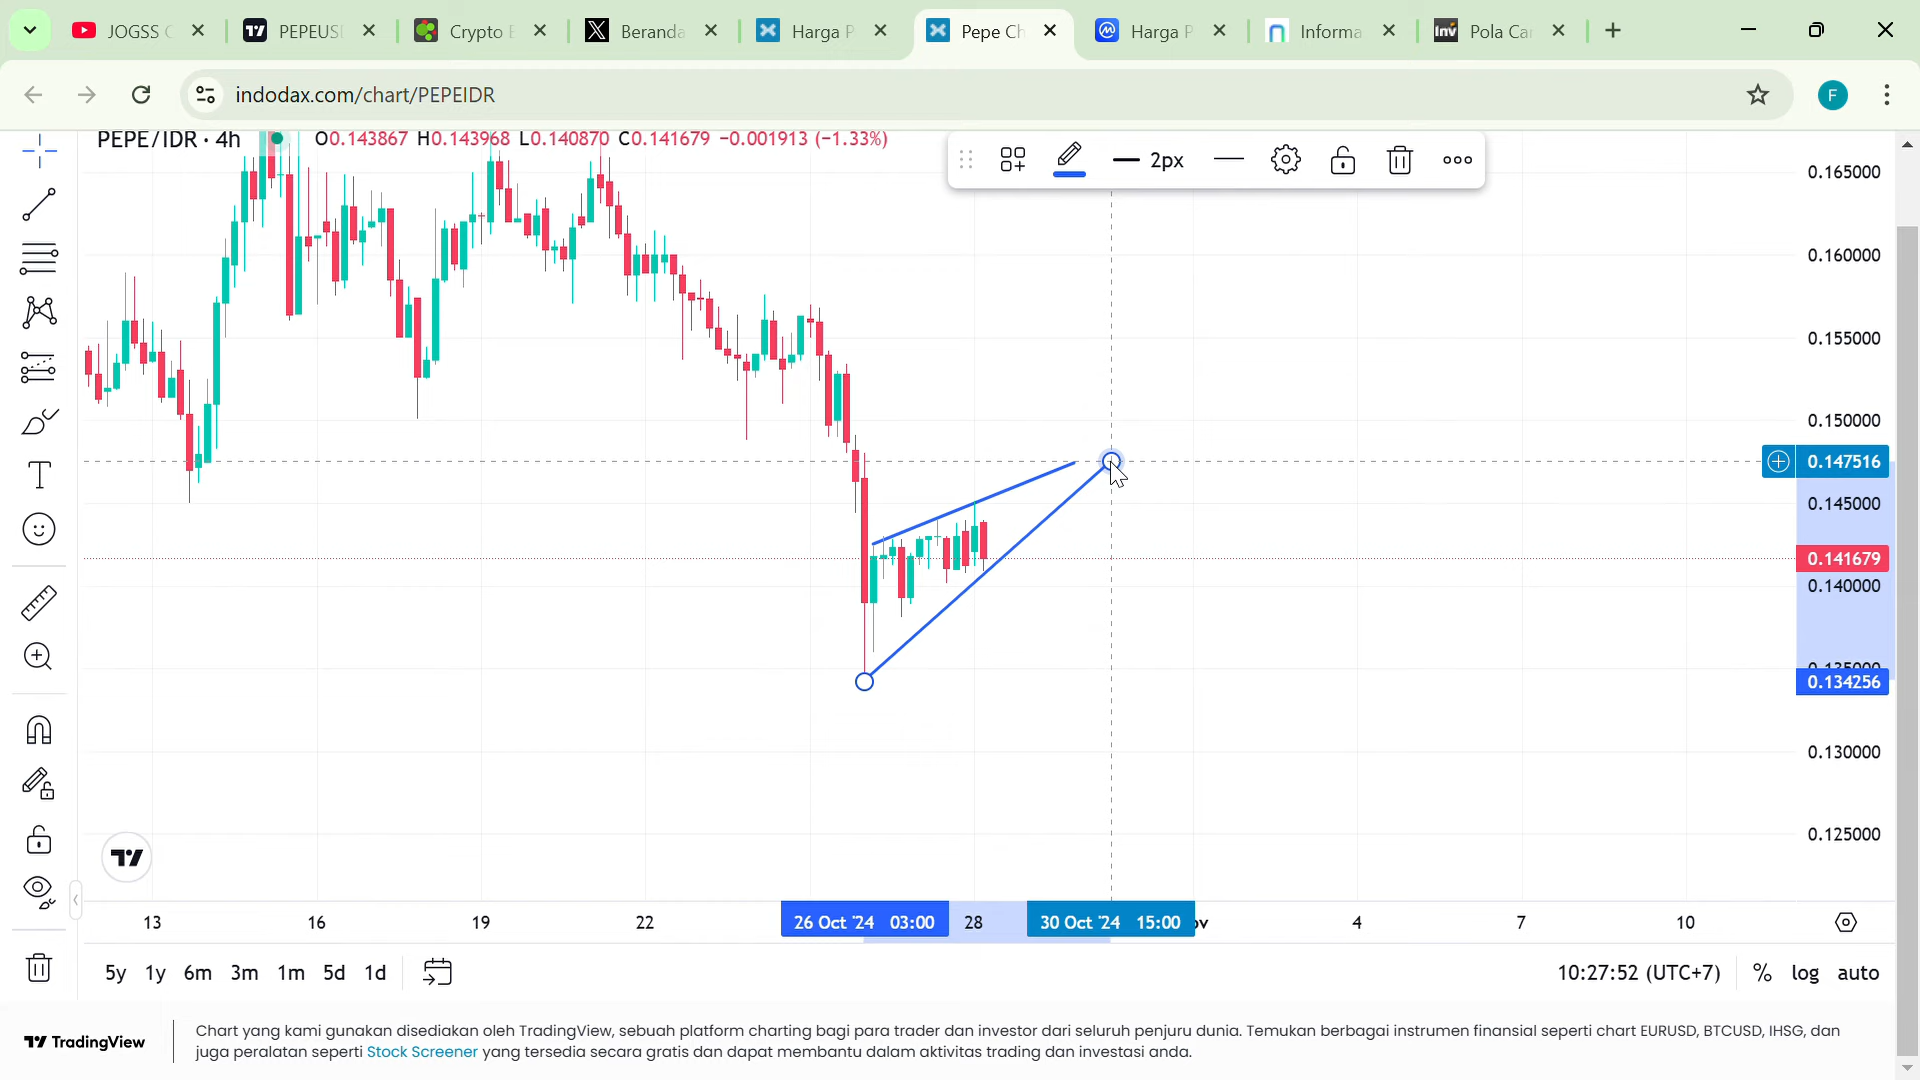 JOGSS C
PEPEUS
Crypto E
Beranda
Harga P
Pepe Ch
Harga P
Informa
Inv
Pola Can
indodax.com/chart/PEPEIDR
F
PEPE/IDR · 4h O0.143867 H0.143968 L0.140870 C0.141679 −0.001913 (−1.33%)
2px
0.165000
0.160000
0.155000
0.150000
0.147516
0.145000
0.141679
0.140000
0.135000
0.134256
0.130000
0.125000
13 16 19 22 26 Oct '24 03:00 28 30 Oct '24 15:00 ov 4 7 10
5y 1y 6m 3m 1m 5d 1d
10:27:52 (UTC+7) % log auto
TradingView
Chart yang kami gunakan disediakan oleh TradingView, sebuah platform charting bagi para trader dan investor dari seluruh penjuru dunia. Temukan berbagai instrumen finansial seperti chart EURUSD, BTCUSD, IHSG, dan
juga peralatan seperti Stock Screener yang tersedia secara gratis dan dapat membantu dalam aktivitas trading dan investasi anda.